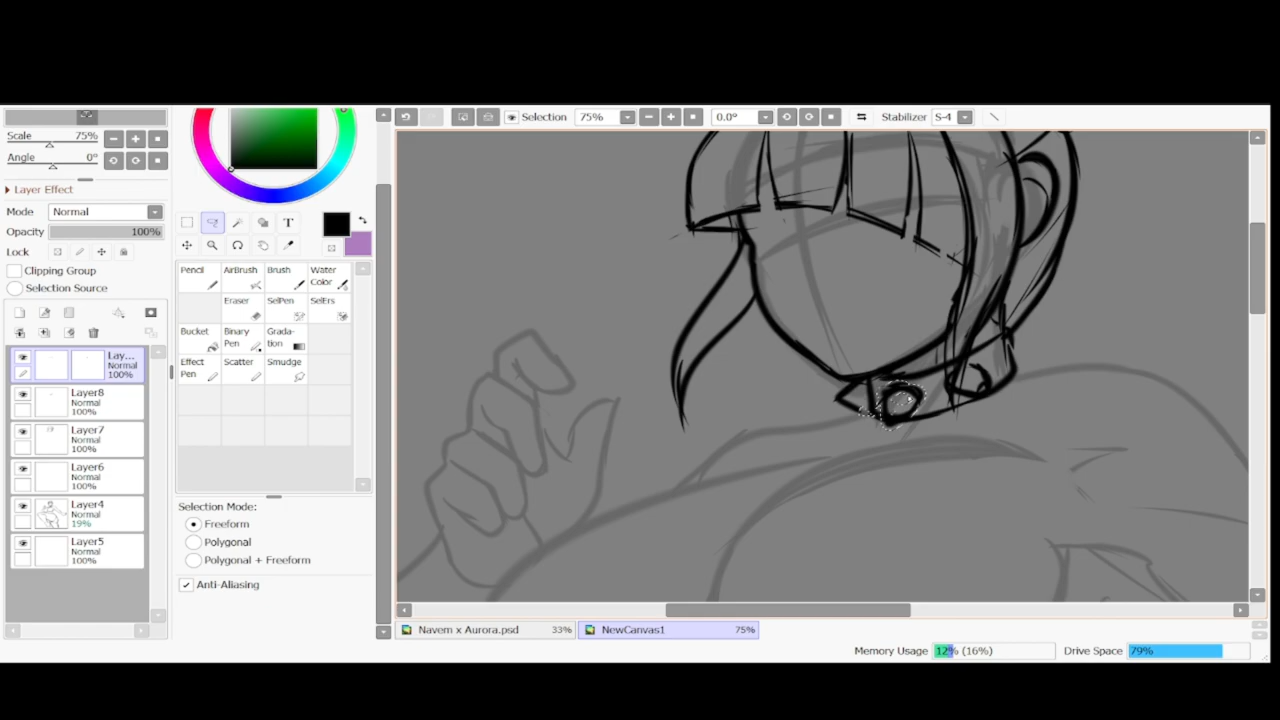 Selection 75% 0.0° Stabilizer S-4
Scale 75%
Angle 0°
Layer Effect
Mode Normal
Opacity 100%
Lock
Clipping Group
Selection Source
T
Pencil AirBrush Brush Water Color
Eraser SelPen SelErs
Bucket Binary Pen Grada-tion
Effect Pen Scatter Smudge
Lay...
Normal
100%
Layer8
Normal
100%
Layer7
Normal
100%
Layer6
Normal
100%
Layer4
Normal
19%
Layer5
Normal
100%
Selection Mode:
Freeform
Polygonal
Polygonal + Freeform
Anti-Aliasing
Navem x Aurora.psd 33% NewCanvas1 75%
Memory Usage 12% (16%) Drive Space 79%